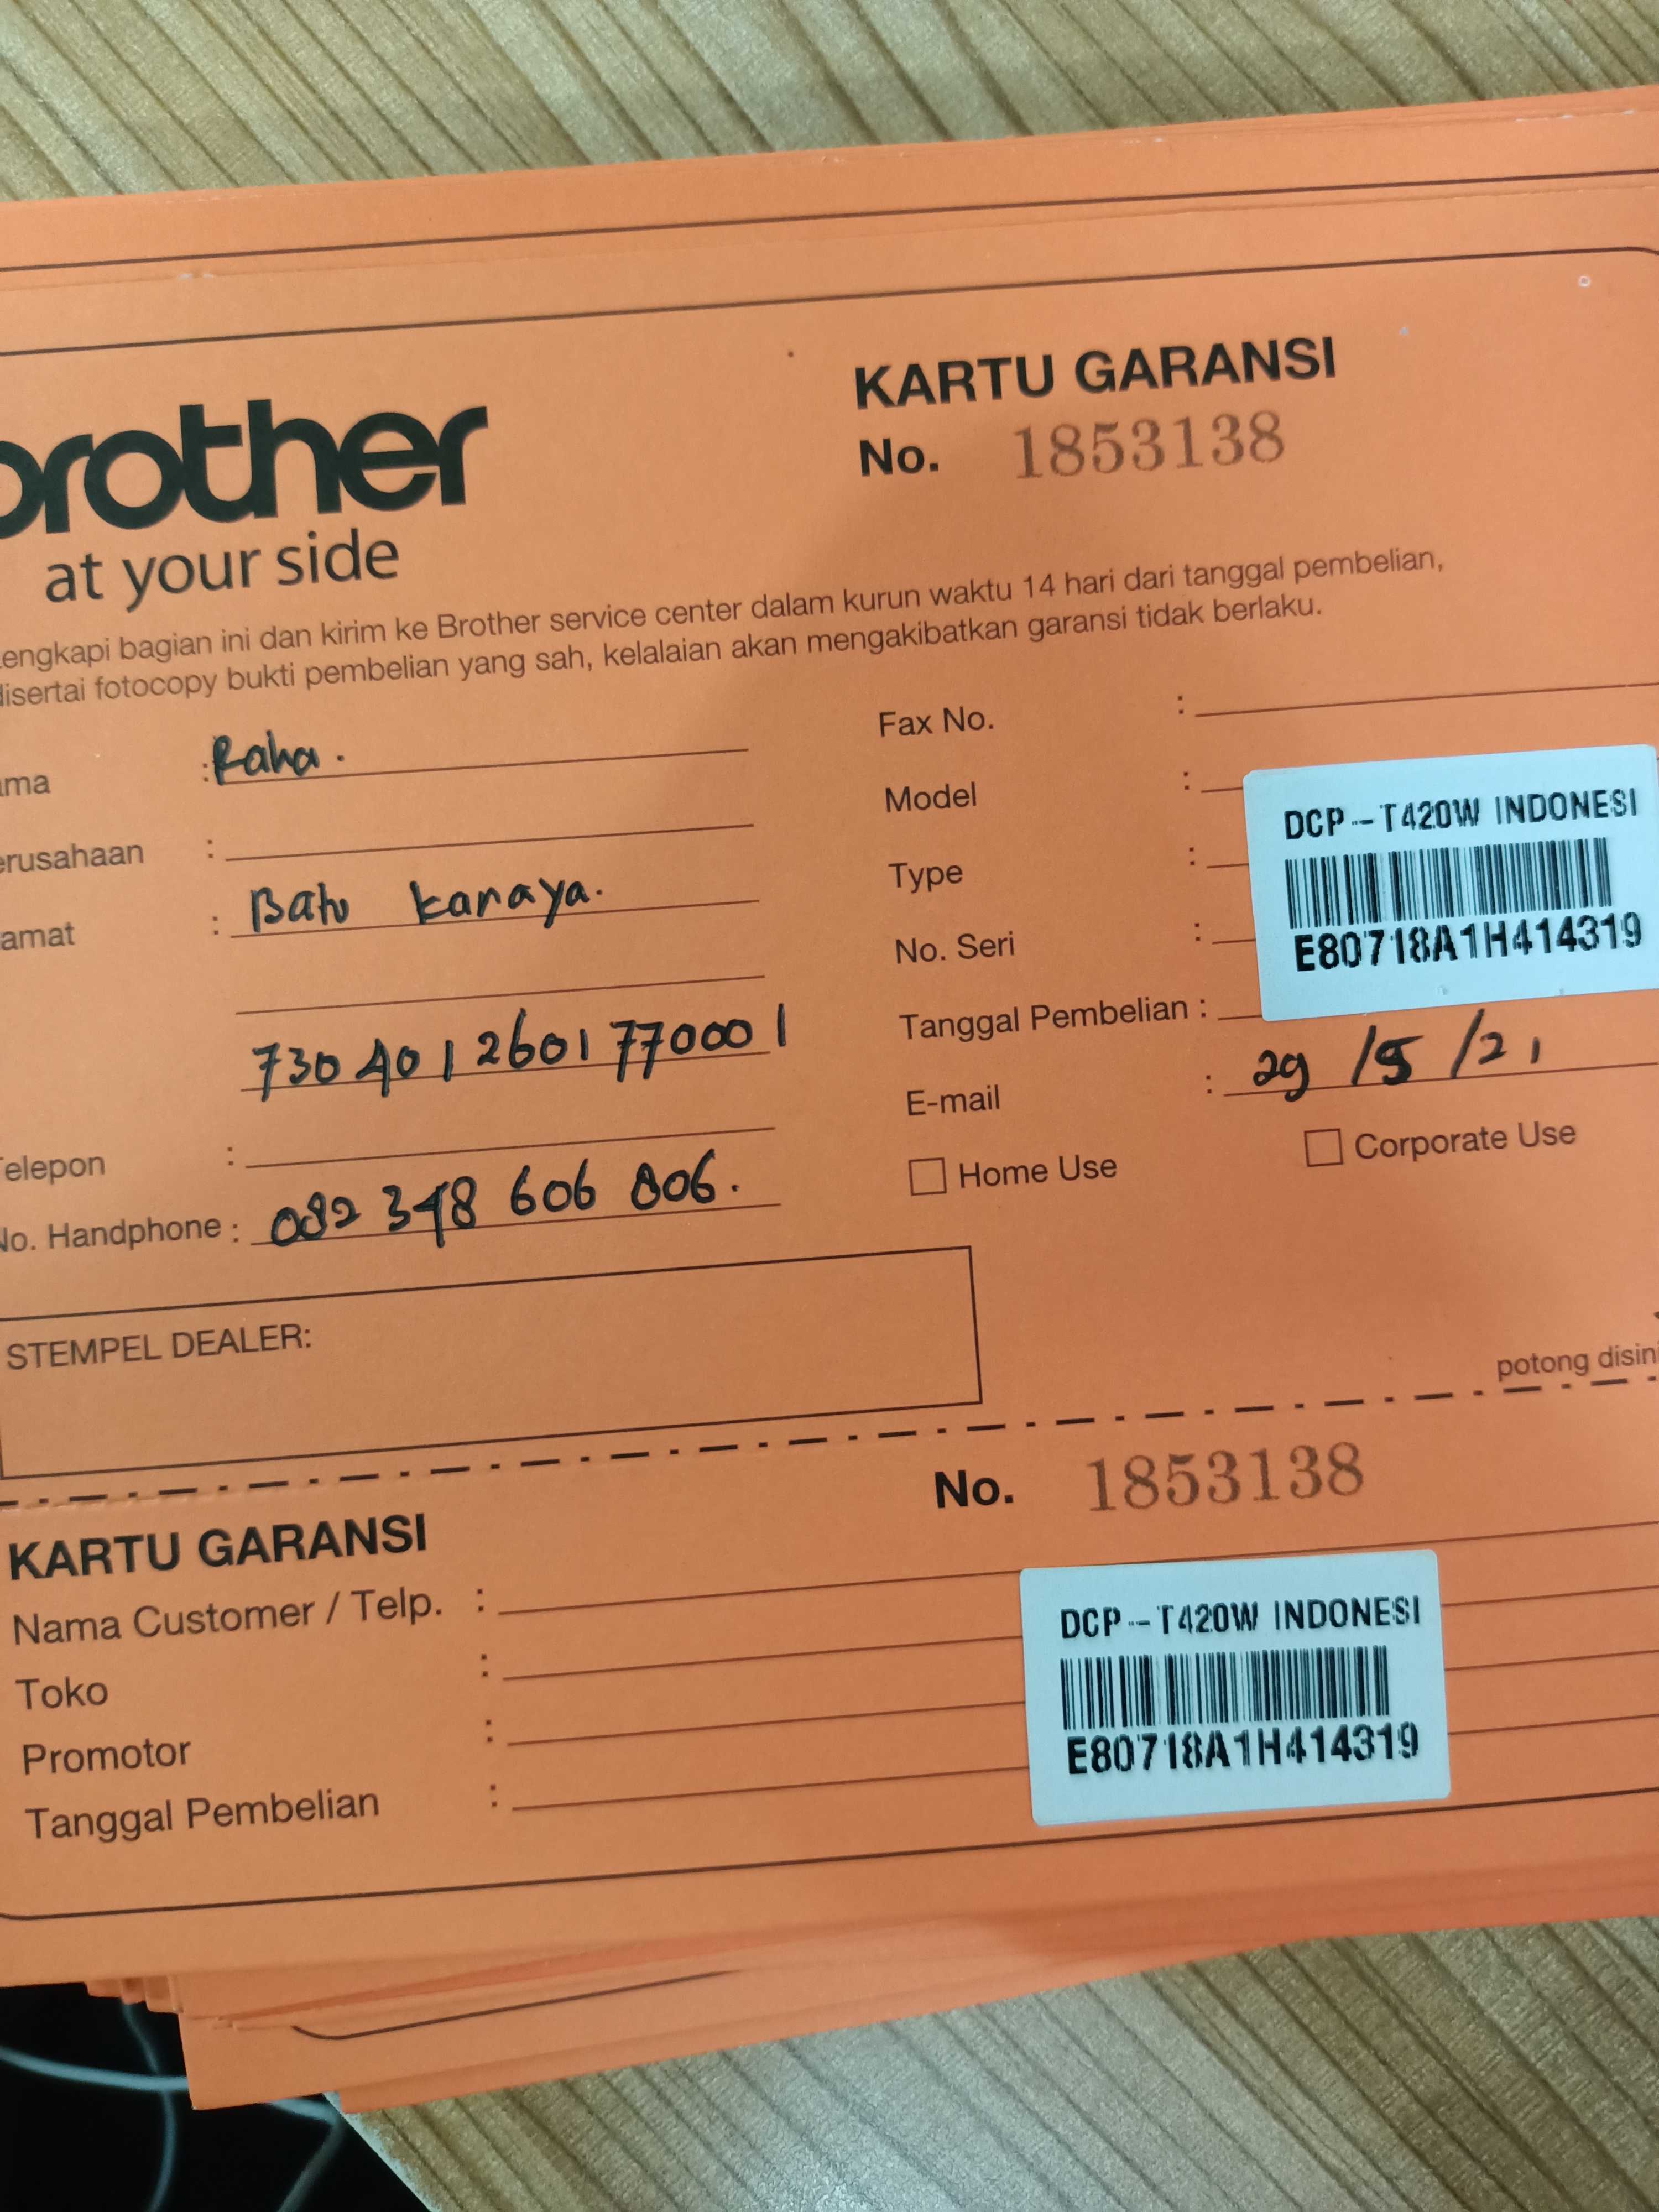 brother
at your side
KARTU GARANSI
No. 1853138
Lengkapi bagian ini dan kirim ke Brother service center dalam kurun waktu 14 hari dari tanggal pembelian,
disertai fotocopy bukti pembelian yang sah, kelalaian akan mengakibatkan garansi tidak berlaku.
ama : Raha.
erusahaan :
amat : Batu Kanaya.
7304012601770001
Telepon :
No. Handphone : 082 348 606 806.
Fax No. :
Model :
Type :
No. Seri :
DCP-T420W INDONESI
E80718A1H414319
Tanggal Pembelian :
E-mail : 29/5/21
Home Use
Corporate Use
STEMPEL DEALER:
potong disini
KARTU GARANSI
No. 1853138
Nama Customer / Telp. :
Toko :
Promotor :
Tanggal Pembelian :
DCP-T420W INDONESI
E80718A1H414319